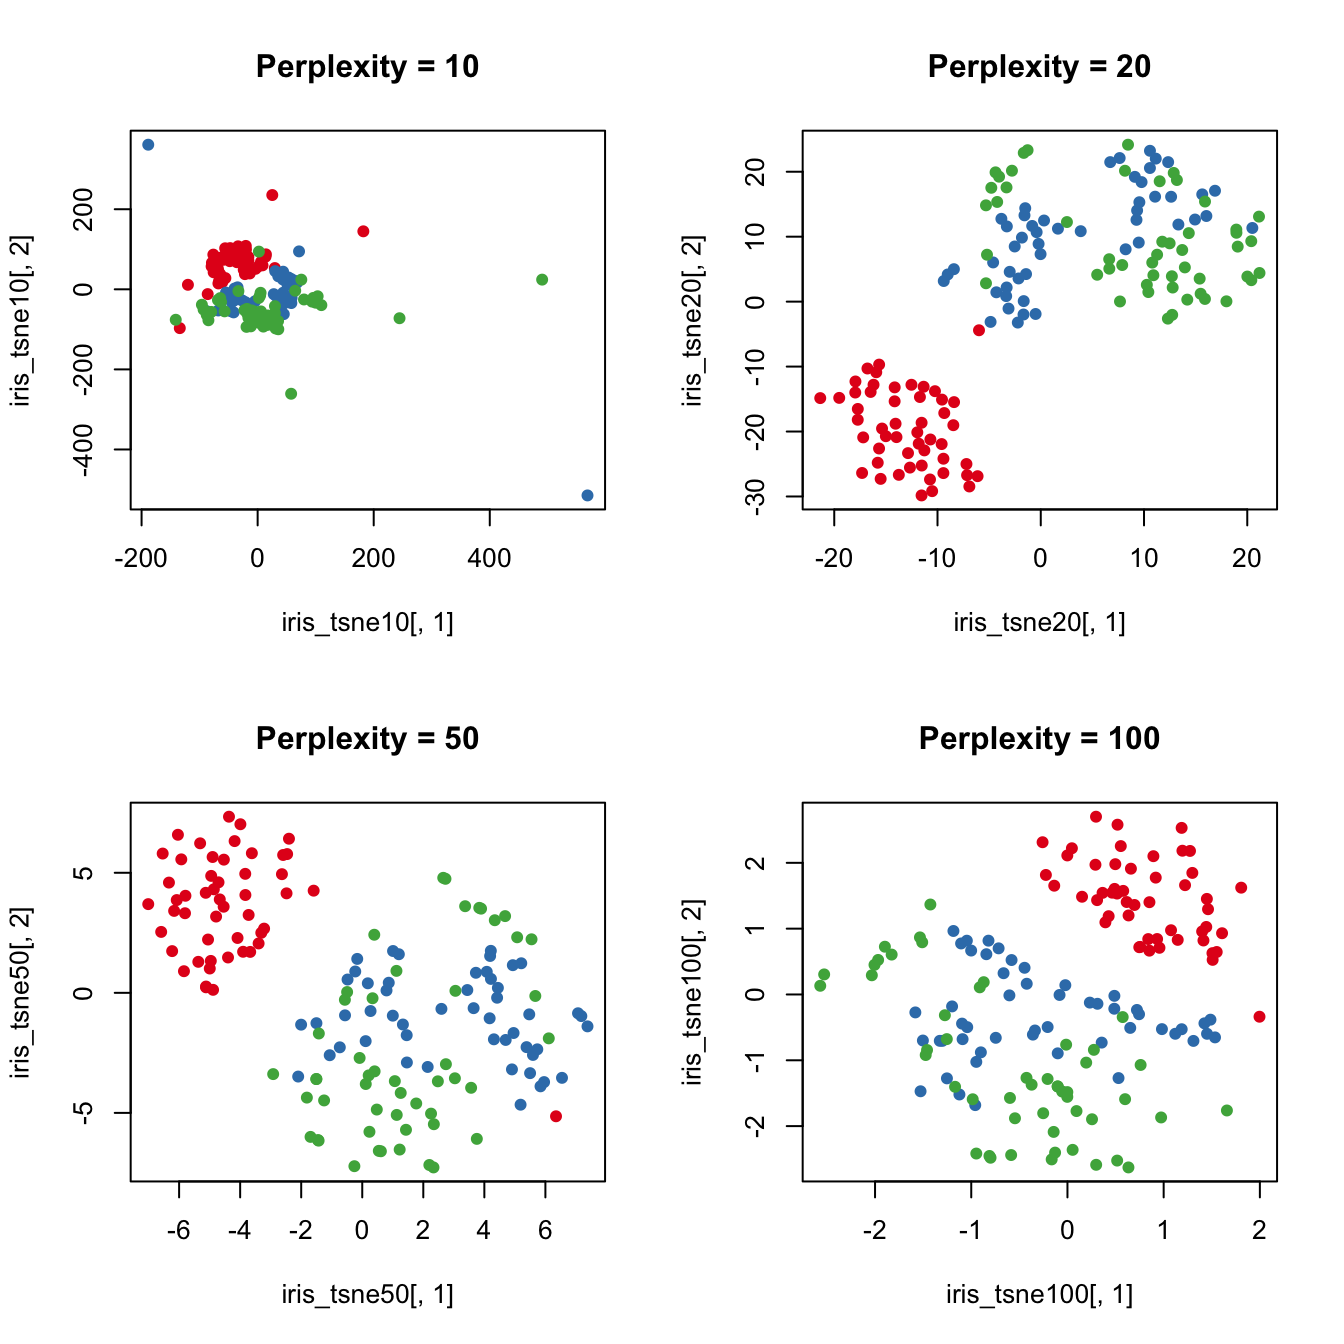 Perplexity = 10
iris_tsne10[, 2]
200
0
-200
-400
-200 0 200 400
iris_tsne10[, 1]
Perplexity = 20
iris_tsne20[, 2]
20
10
0
-10
-20
-30
-20 -10 0 10 20
iris_tsne20[, 1]
Perplexity = 50
iris_tsne50[, 2]
5
0
-5
-6 -4 -2 0 2 4 6
iris_tsne50[, 1]
Perplexity = 100
iris_tsne100[, 2]
2
1
0
-1
-2
-2 -1 0 1 2
iris_tsne100[, 1]